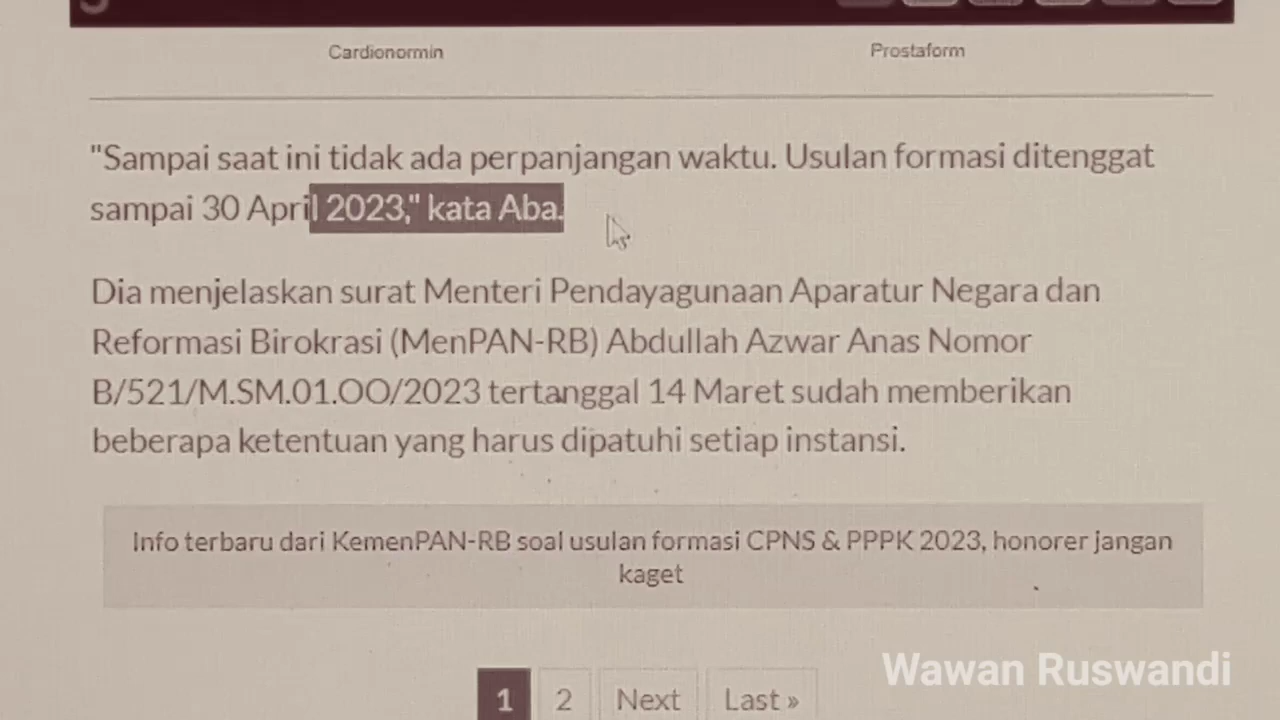 Cardionormin
Prostaform
"Sampai saat ini tidak ada perpanjangan waktu. Usulan formasi ditenggat
sampai 30 April 2023," kata Aba.
Dia menjelaskan surat Menteri Pendayagunaan Aparatur Negara dan
Reformasi Birokrasi (MenPAN-RB) Abdullah Azwar Anas Nomor
B/521/M.SM.01.OO/2023 tertanggal 14 Maret sudah memberikan
beberapa ketentuan yang harus dipatuhi setiap instansi.
Info terbaru dari KemenPAN-RB soal usulan formasi CPNS & PPPK 2023, honorer jangan
kaget
Wawan Ruswandi
1 2 Next Last »